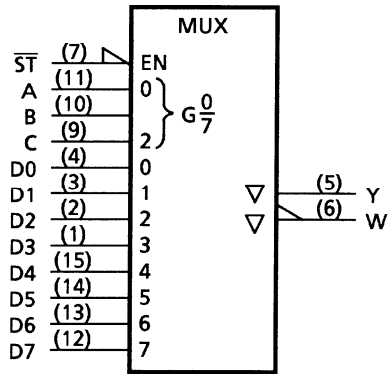 MUX
S̅T̅ (7) EN
A (11) 0
B (10) G 0/7
C (9) 2
D0 (4) 0
D1 (3) 1 ▽ (5) Y
D2 (2) 2 ▽ (6) W
D3 (1) 3
D4 (15) 4
D5 (14) 5
D6 (13) 6
D7 (12) 7